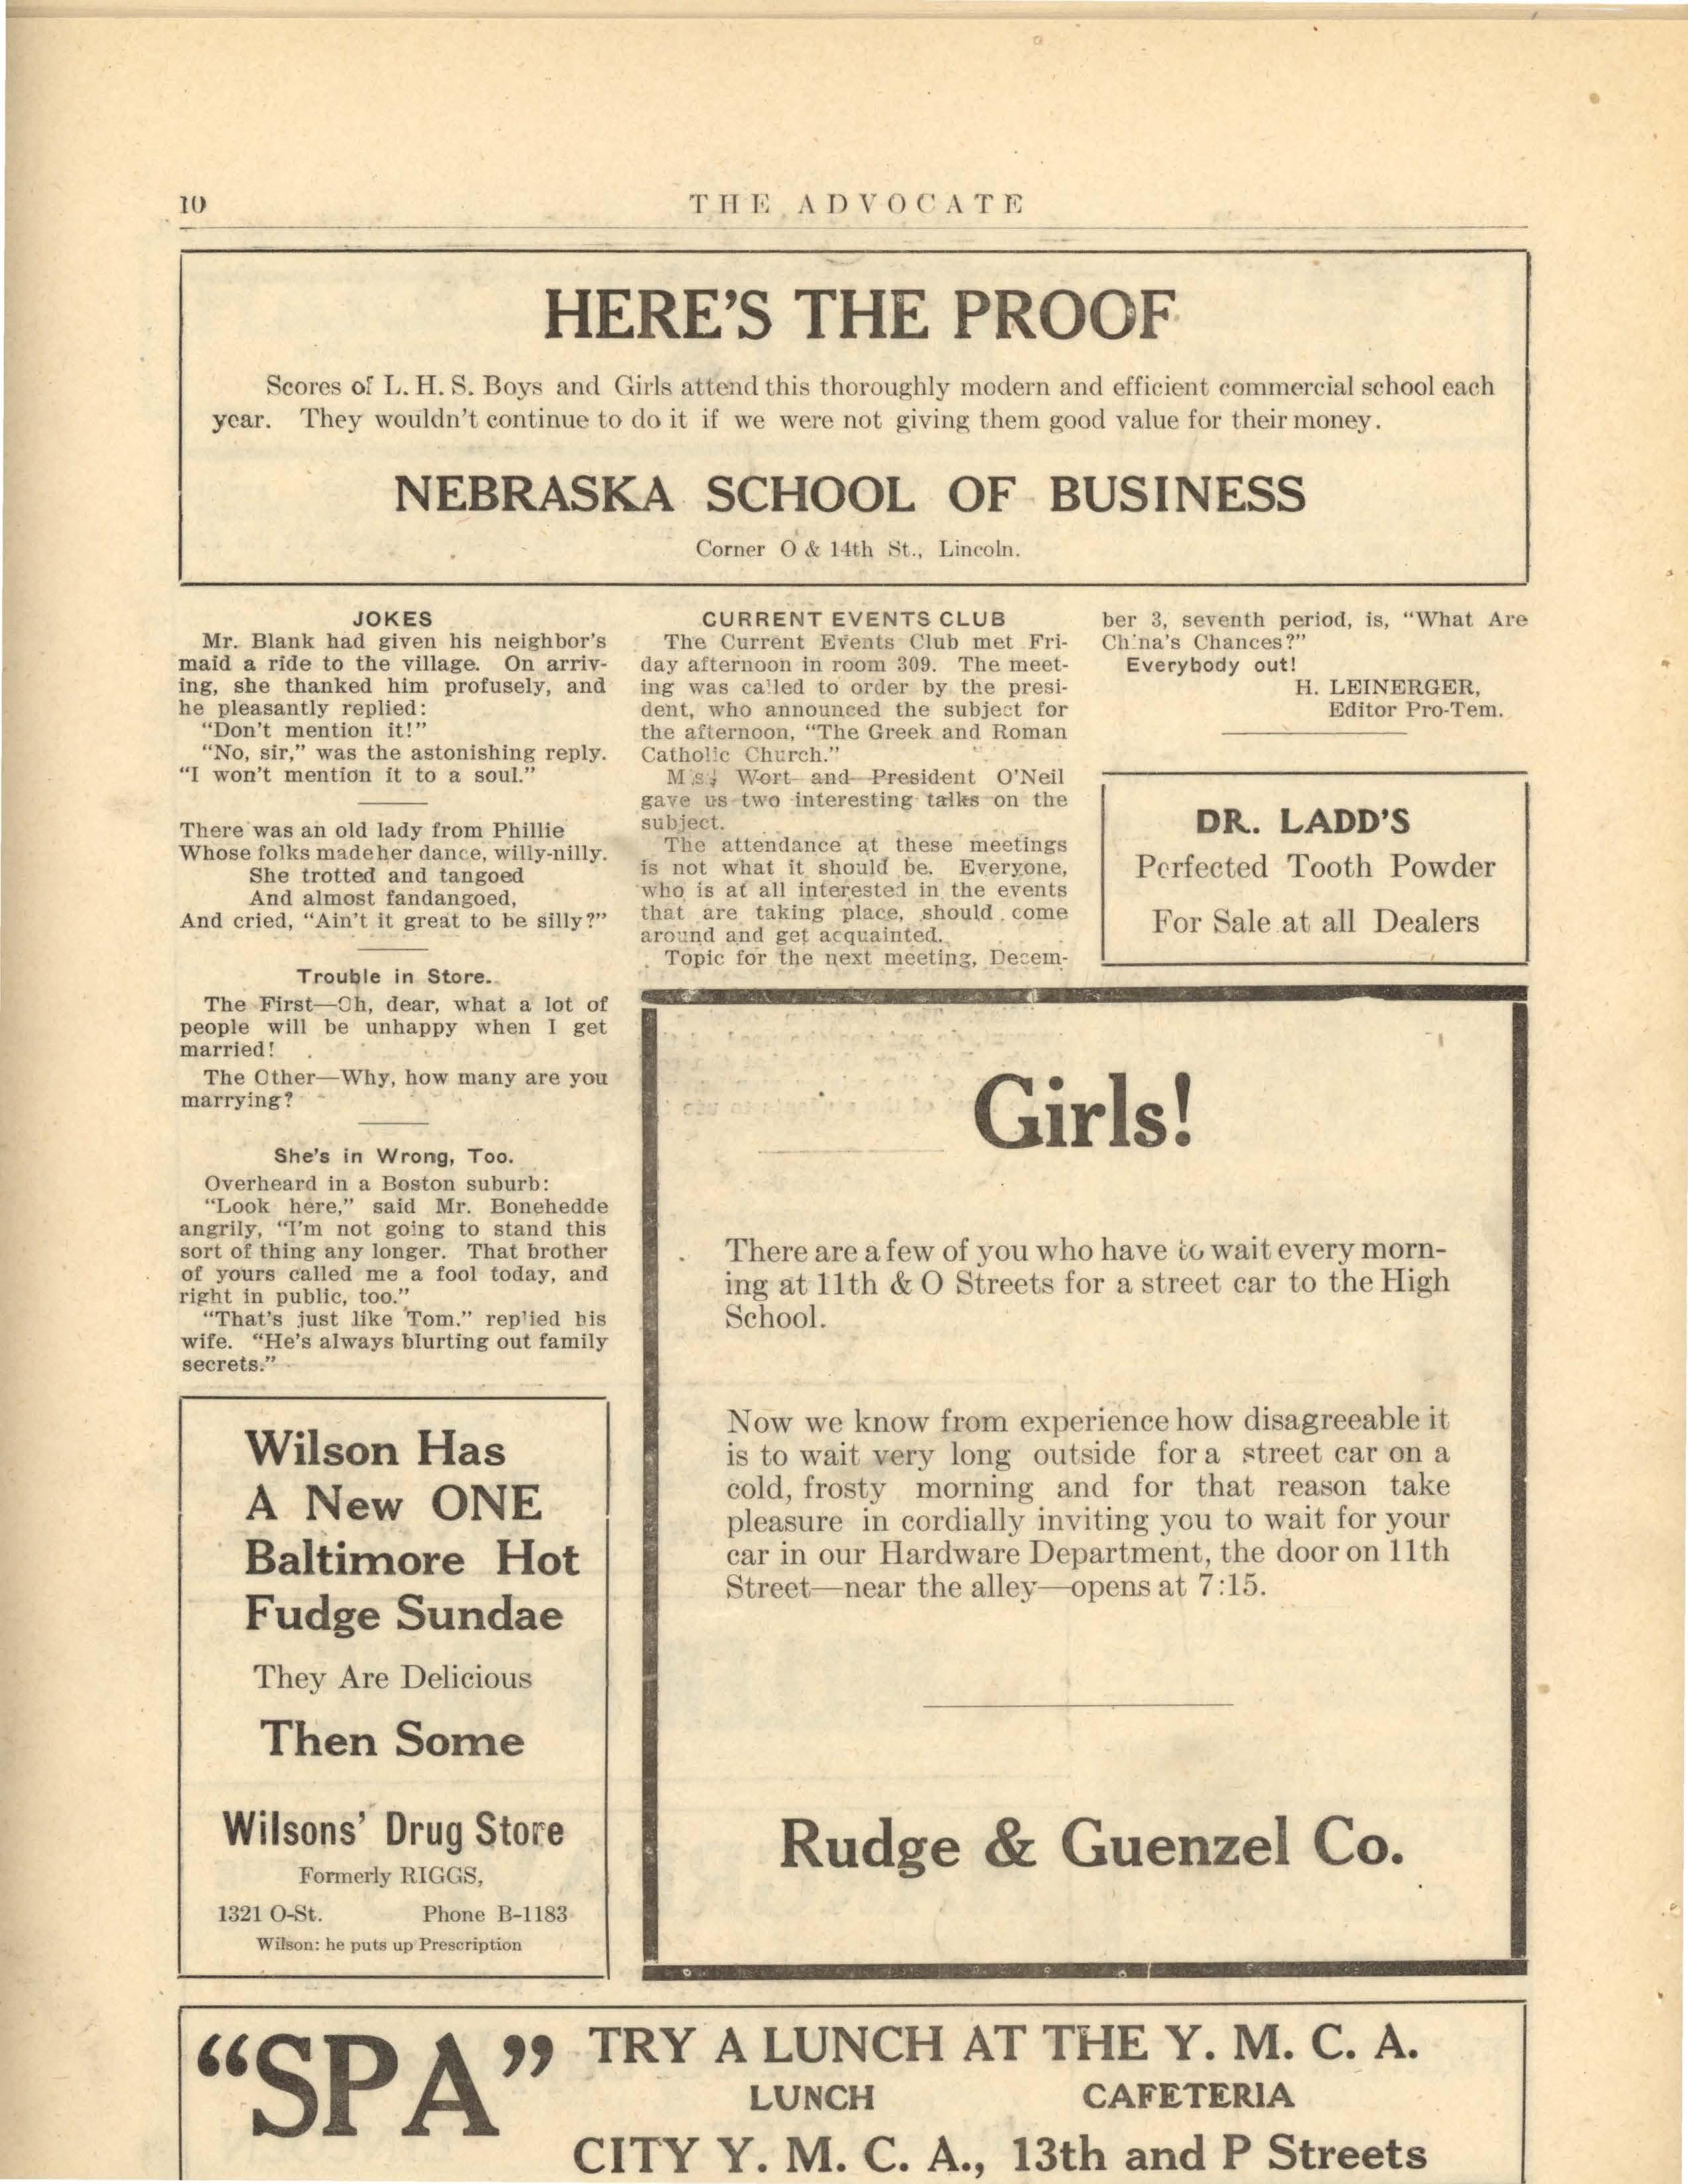 10
THE ADVOCATE
HERE'S THE PROOF
Scores of L. H. S. Boys and Girls attend this thoroughly modern and efficient commercial school each
year. They wouldn't continue to do it if we were not giving them good value for their money.
NEBRASKA SCHOOL OF BUSINESS
Corner O & 14th St., Lincoln.
JOKES
Mr. Blank had given his neighbor's
maid a ride to the village. On arriv-
ing, she thanked him profusely, and
he pleasantly replied:
"Don't mention it!"
"No, sir," was the astonishing reply.
"I won't mention it to a soul."
There was an old lady from Phillie
Whose folks made her dance, willy-nilly.
She trotted and tangoed
And almost fandangoed,
And cried, "Ain't it great to be silly?"
Trouble in Store.
The First—Oh, dear, what a lot of
people will be unhappy when I get
married!
The Other—Why, how many are you
marrying?
She's in Wrong, Too.
Overheard in a Boston suburb:
"Look here," said Mr. Bonehedde
angrily, "I'm not going to stand this
sort of thing any longer. That brother
of yours called me a fool today, and
right in public, too."
"That's just like Tom." replied his
wife. "He's always blurting out family
secrets."
Wilson Has
A New ONE
Baltimore Hot
Fudge Sundae
They Are Delicious
Then Some
Wilsons' Drug Store
Formerly RIGGS,
1321 O-St. Phone B-1183
Wilson: he puts up Prescription
CURRENT EVENTS CLUB
The Current Events Club met Fri-
day afternoon in room 309. The meet-
ing was called to order by the presi-
dent, who announced the subject for
the afternoon, "The Greek and Roman
Catholic Church."
Wort and President O'Neil
gave us two interesting talks on the
subject.
The attendance at these meetings
is not what it should be. Everyone,
who is at all interested in the events
that are taking place, should come
around and get acquainted.
Topic for the next meeting, Decem-
ber 3, seventh period, is, "What Are
China's Chances?"
Everybody out!
H. LEINERGER,
Editor Pro-Tem.
DR. LADD'S
Perfected Tooth Powder
For Sale at all Dealers
Girls!
There are a few of you who have to wait every morn-
ing at 11th & O Streets for a street car to the High
School.
Now we know from experience how disagreeable it
is to wait very long outside for a street car on a
cold, frosty morning and for that reason take
pleasure in cordially inviting you to wait for your
car in our Hardware Department, the door on 11th
Street—near the alley—opens at 7:15.
Rudge & Guenzel Co.
"SPA"
TRY A LUNCH AT THE Y. M. C. A.
LUNCH CAFETERIA
CITY Y. M. C. A., 13th and P Streets